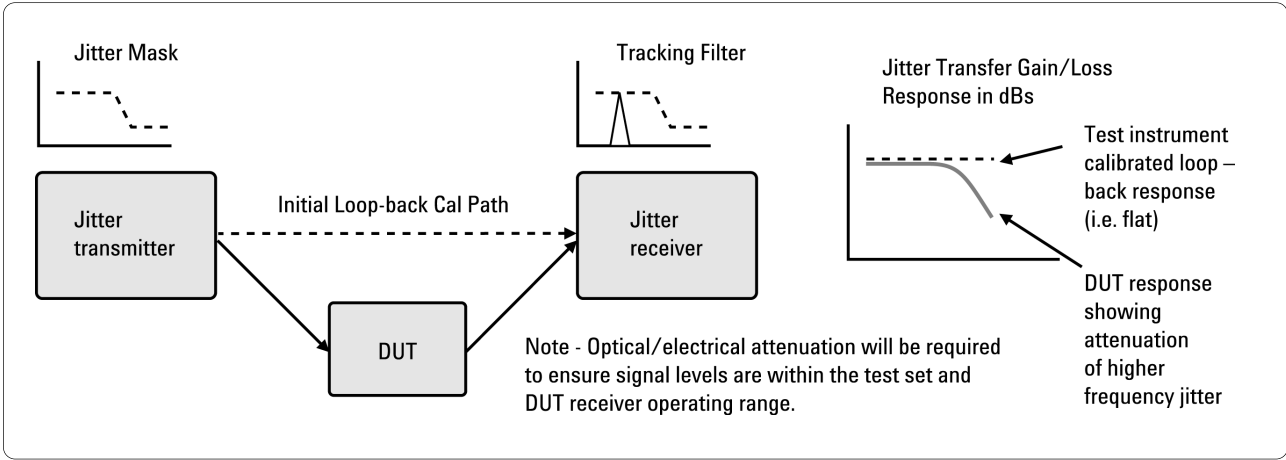 Jitter Mask
Tracking Filter
Jitter Transfer Gain/Loss
Response in dBs
Test instrument
calibrated loop –
back response
(i.e. flat)
Jitter
transmitter
Initial Loop-back Cal Path
Jitter
receiver
DUT
DUT response
showing
attenuation
of higher
frequency jitter
Note - Optical/electrical attenuation will be required
to ensure signal levels are within the test set and
DUT receiver operating range.